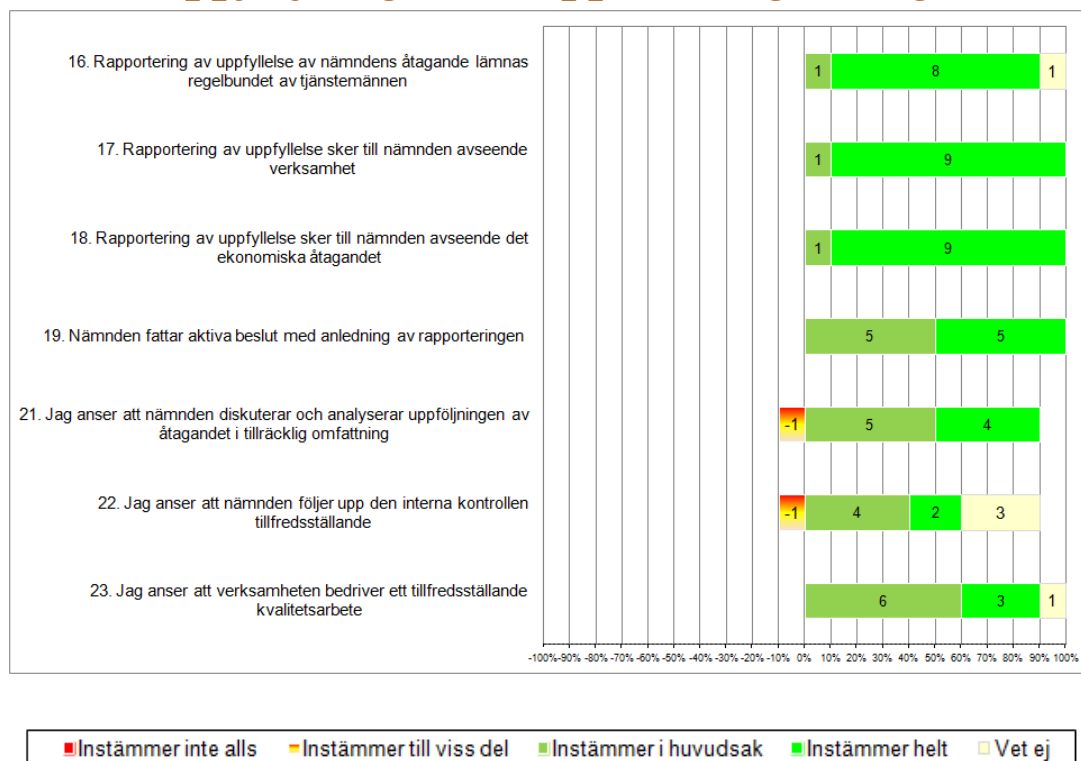 16. Rapportering av uppfyllelse av nämndens åtagande lämnas
regelbundet av tjänstemännen
1 8 1
17. Rapportering av uppfyllelse sker till nämnden avseende
verksamhet
1 9
18. Rapportering av uppfyllelse sker till nämnden avseende det
ekonomiska åtagandet
1 9
19. Nämnden fattar aktiva beslut med anledning av rapporteringen
5 5
21. Jag anser att nämnden diskuterar och analyserar uppföljningen av
åtagandet i tillräcklig omfattning
-1 5 4
22. Jag anser att nämnden följer upp den interna kontrollen
tillfredsställande
-1 4 2 3
23. Jag anser att verksamheten bedriver ett tillfredsställande
kvalitetsarbete
6 3 1
-100% -90% -80% -70% -60% -50% -40% -30% -20% -10% 0% 10% 20% 30% 40% 50% 60% 70% 80% 90% 100%
Instämmer inte alls Instämmer till viss del Instämmer i huvudsak Instämmer helt Vet ej